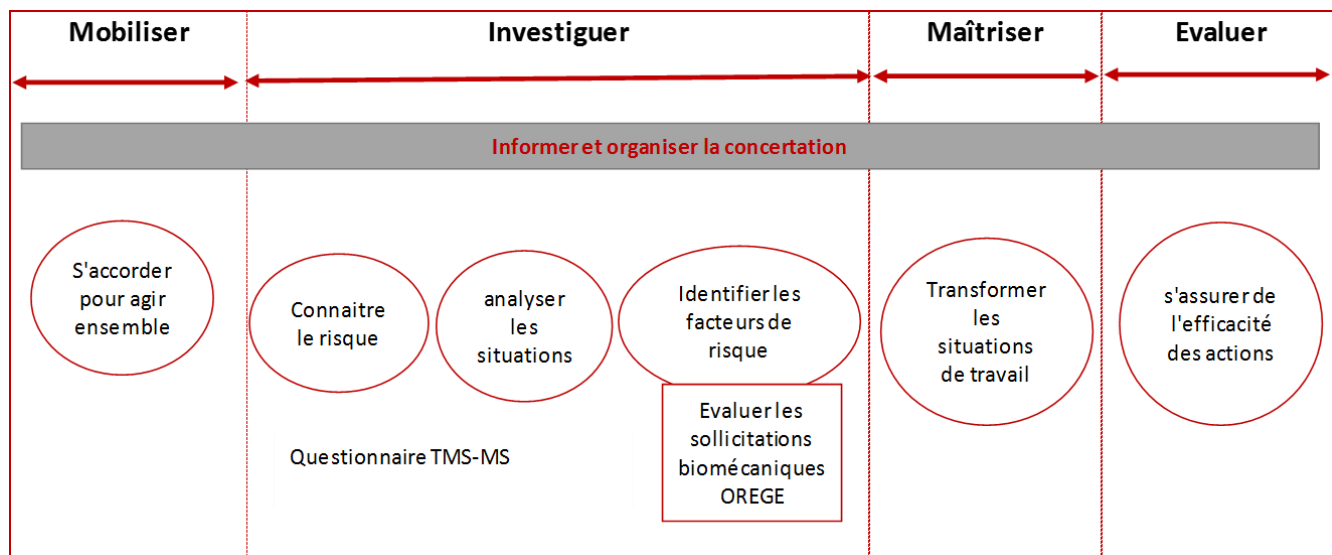 Mobiliser
Investiguer
Maîtriser
Evaluer
Informer et organiser la concertation
S'accorder
pour agir
ensemble
Connaitre
le risque
analyser
les
situations
Identifier les
facteurs de
risque
Evaluer les
sollicitations
biomécaniques
OREGE
Questionnaire TMS-MS
Transformer
les
situations
de travail
s'assurer de
l'efficacité
des actions